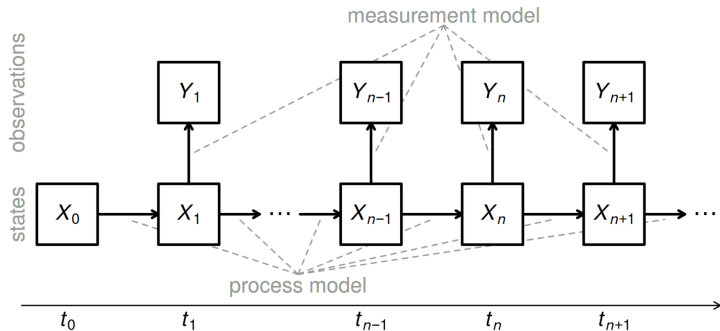 measurement model
observations
Y₁ Yₙ₋₁ Yₙ Yₙ₊₁
states
X₀ X₁ ⋯ Xₙ₋₁ Xₙ Xₙ₊₁ ⋯
process model
t₀ t₁ tₙ₋₁ tₙ tₙ₊₁